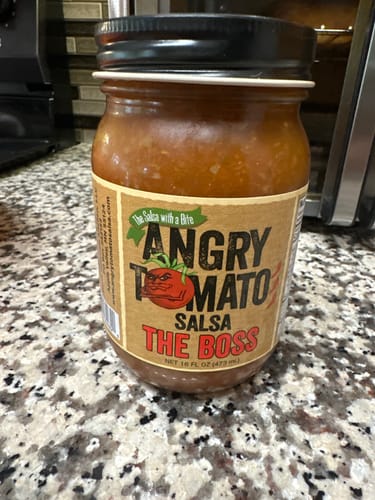 The Salsa with a Bite
ANGRY
TOMATO
SALSA
THE BOSS
NET 16 FL OZ (473 mL)